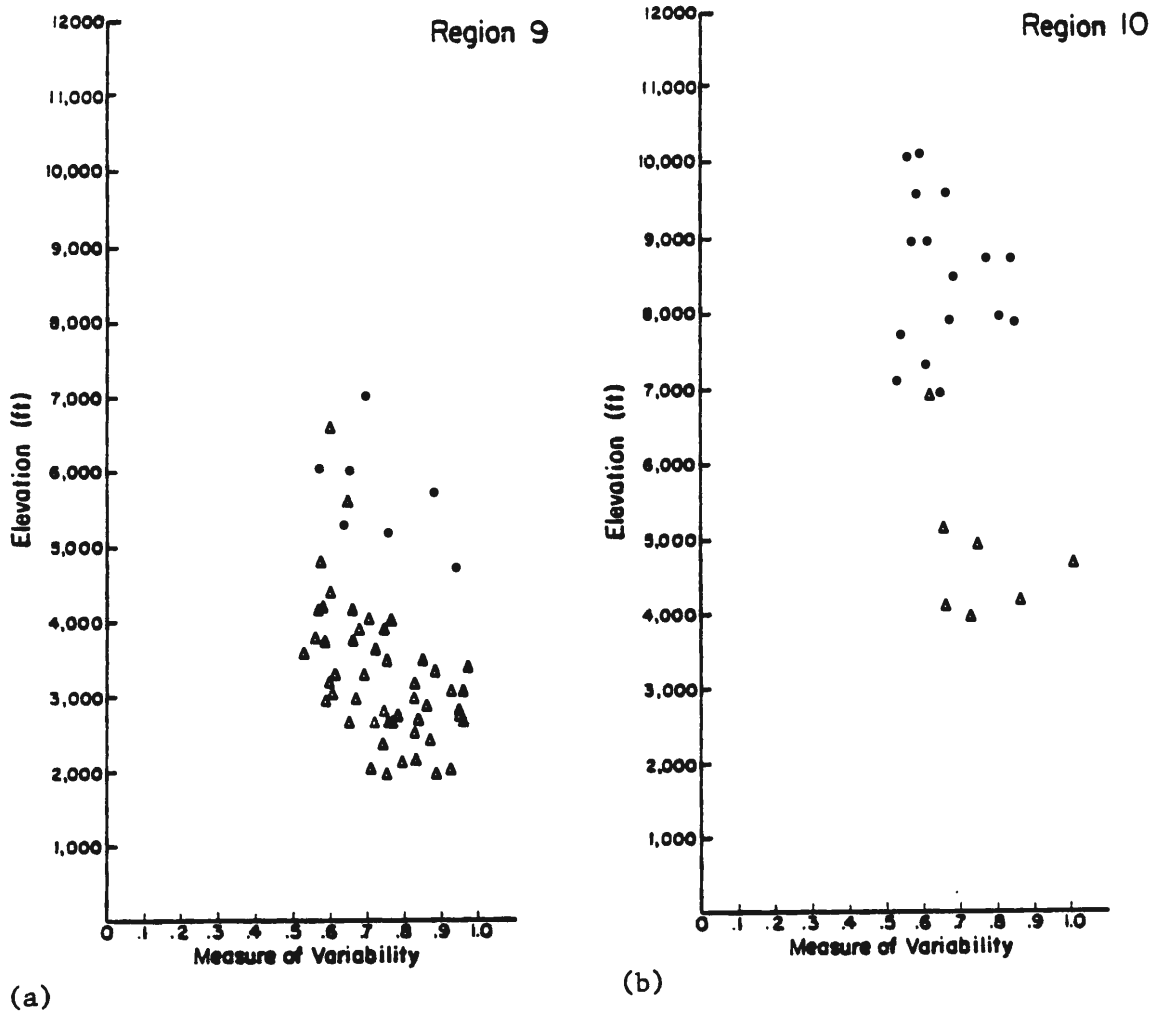 Region 9
12000
11,000
10,000
9,000
8,000
7,000
6,000
5,000
4,000
3,000
2,000
1,000
Elevation (ft)
0 .1 .2 .3 .4 .5 .6 .7 .8 .9 1.0
Measure of Variability
(a)
Region 10
12000
11,000
10,000
9,000
8,000
7,000
6,000
5,000
4,000
3,000
2,000
1,000
Elevation (ft)
0 .1 .2 .3 .4 .5 .6 .7 .8 .9 1.0
Measure of Variability
(b)